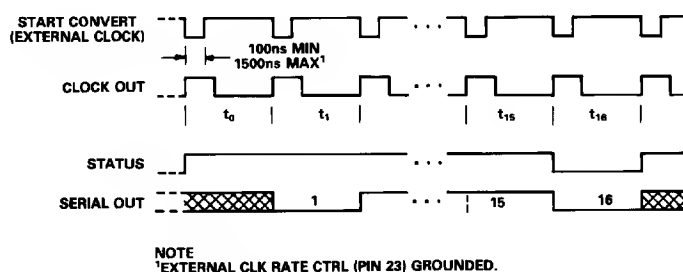 START CONVERT
(EXTERNAL CLOCK)
100ns MIN
1500ns MAX¹
CLOCK OUT
t₀ t₁ t₁₅ t₁₆
STATUS
SERIAL OUT
1 15 16
NOTE
¹EXTERNAL CLK RATE CTRL (PIN 23) GROUNDED.